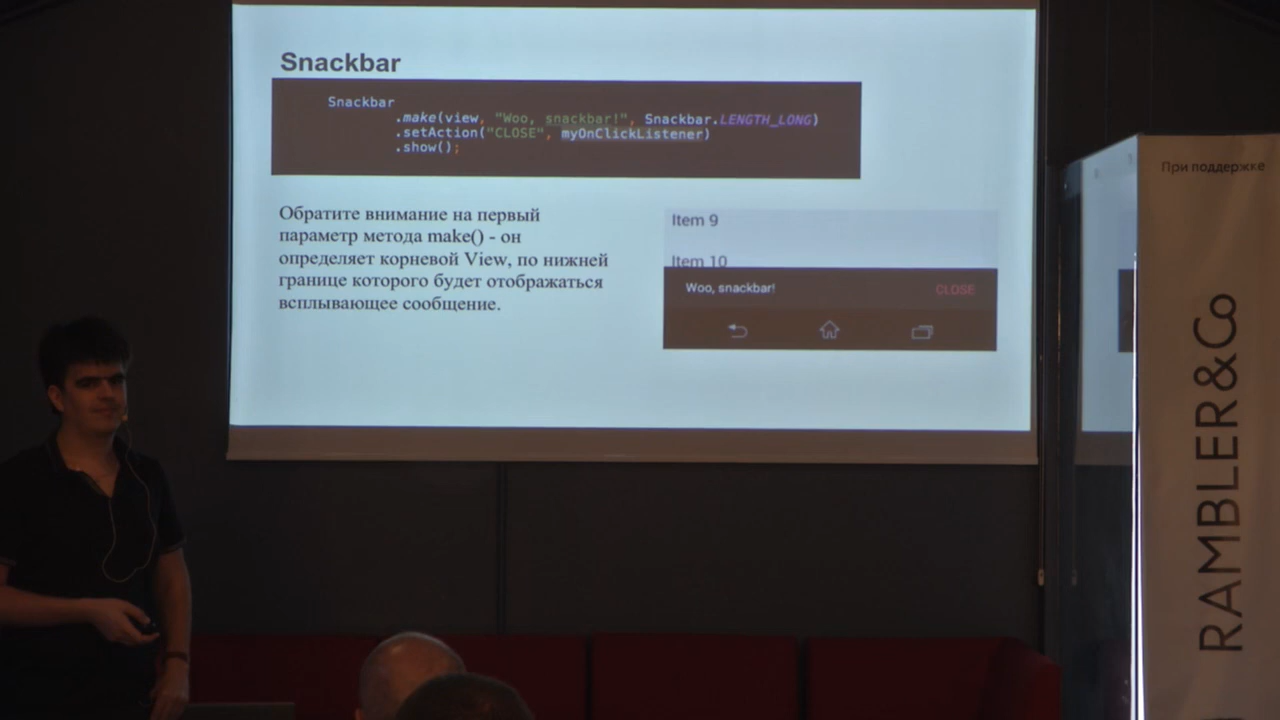 Snackbar
Snackbar
.make(view, "Woo, snackbar!", Snackbar.LENGTH_LONG)
.setAction("CLOSE", myOnClickListener)
.show();
Обратите внимание на первый
параметр метода make() - он
определяет корневой View, по нижней
границе которого будет отображаться
всплывающее сообщение.
Item 9
Item 10
Woo, snackbar!
CLOSE
При поддержке
RAMBLER&Co